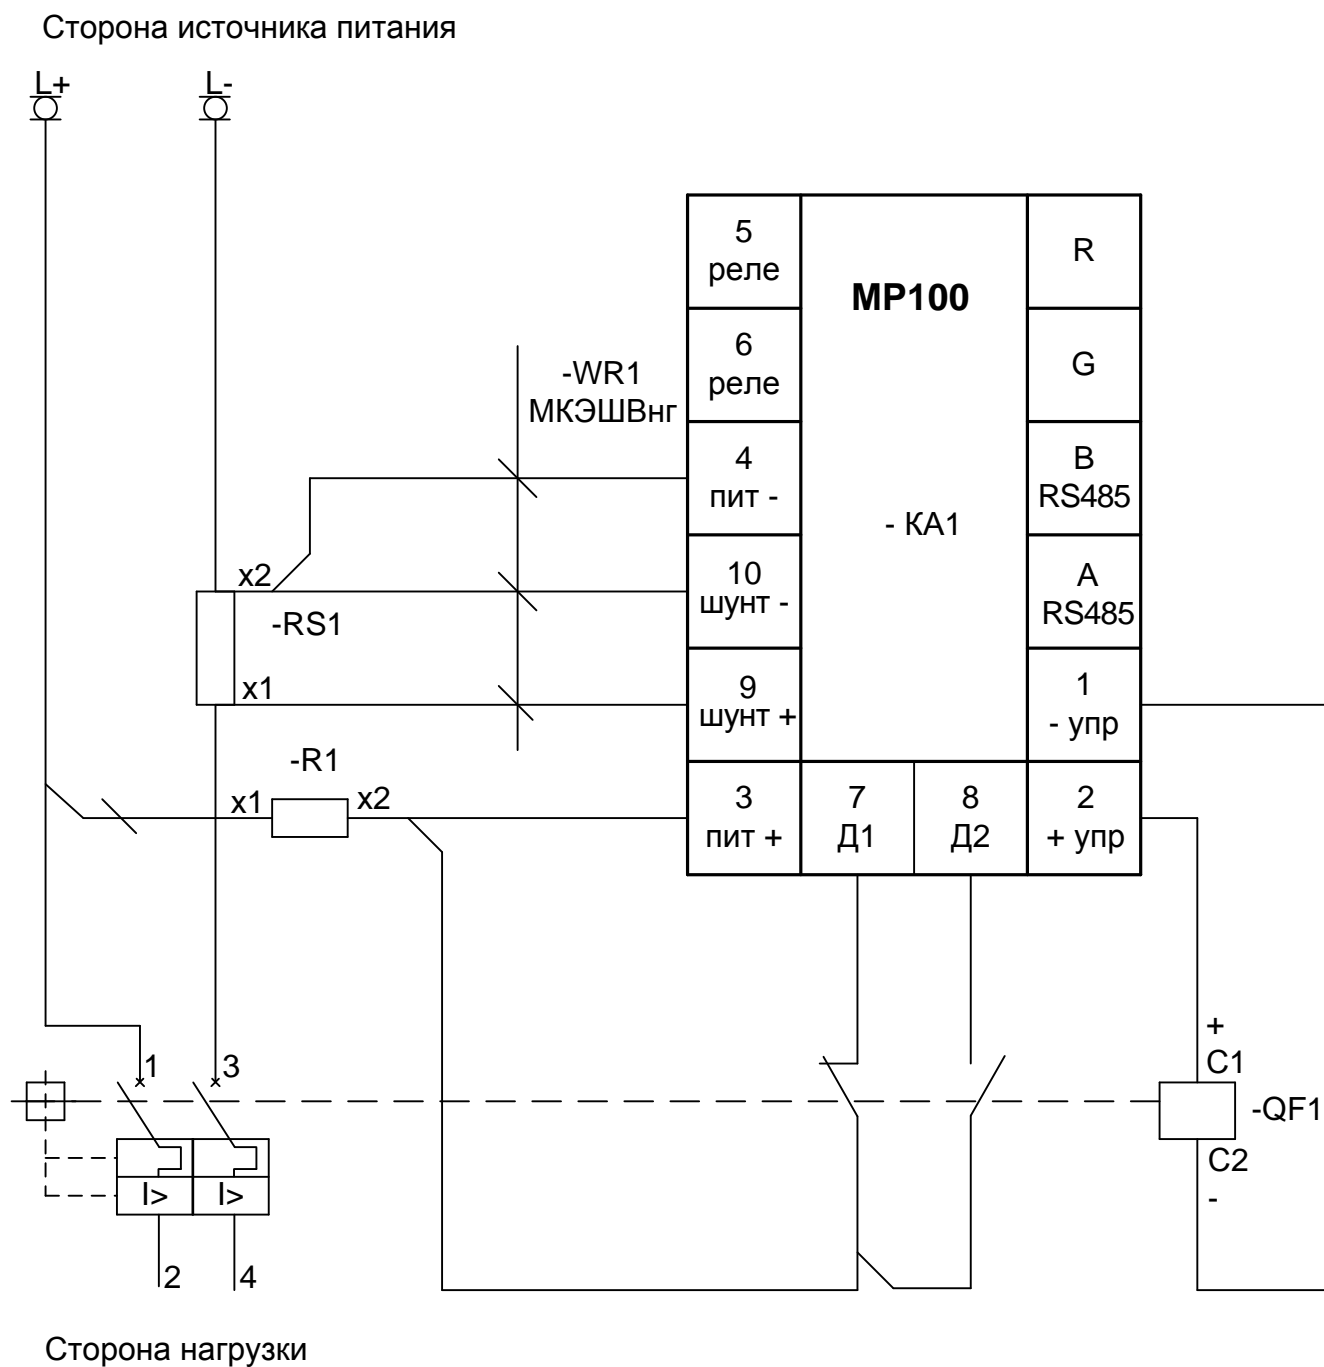 Сторона источника питания
L+
L-
5
реле
МР100
R
6
реле
G
-WR1
МКЭШВнг
4
пит -
- КА1
B
RS485
x2
10
шунт -
A
RS485
-RS1
x1
9
шунт +
1
- упр
-R1
x1
x2
3
пит +
7
Д1
8
Д2
2
+ упр
+
C1
1
3
-QF1
C2
-
I>
I>
2
4
Сторона нагрузки